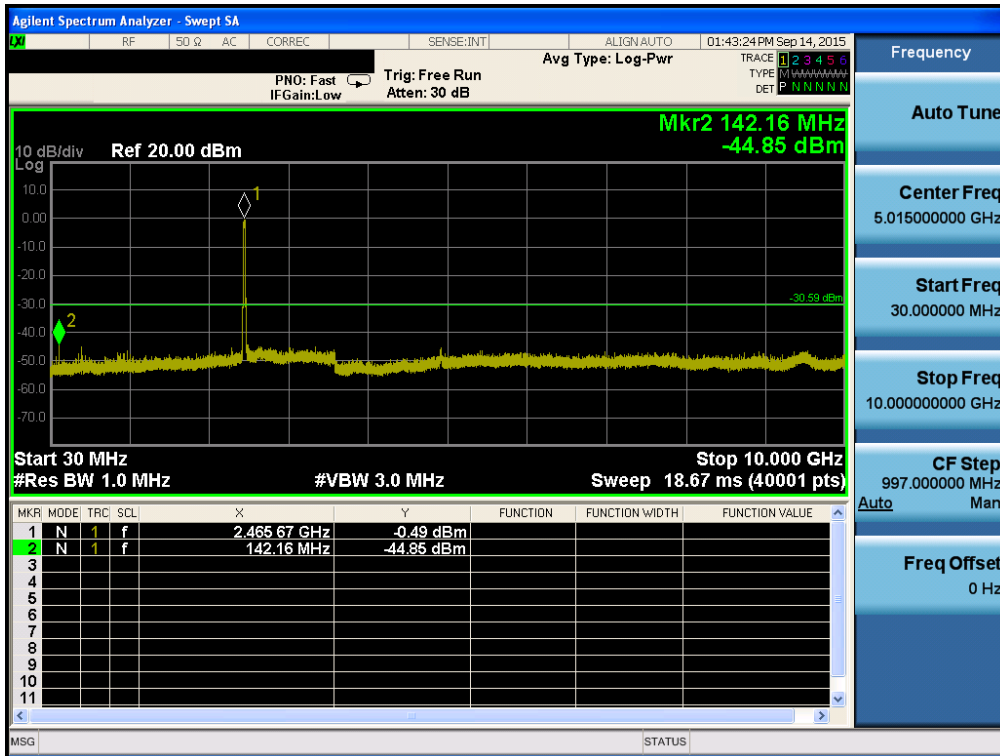 Agilent Spectrum Analyzer - Swept SA
LXI RF 50 Ω AC CORREC SENSE:INT ALIGN AUTO 01:43:24 PM Sep 14, 2015
Frequency
Avg Type: Log-Pwr
TRACE 1 2 3 4 5 6
PNO: Fast
Trig: Free Run
TYPE M WWWWW
IFGain:Low
Atten: 30 dB
DET P N N N N N
Auto Tune
Mkr2 142.16 MHz
-44.85 dBm
10 dB/div
Log
Ref 20.00 dBm
10.0
0.00
-10.0
-20.0
-30.0
-40.0
-50.0
-60.0
-70.0
1
2
-30.59 dBm
Start 30 MHz
Stop 10.000 GHz
#Res BW 1.0 MHz
#VBW 3.0 MHz
Sweep 18.67 ms (40001 pts)
Center Freq
5.015000000 GHz
Start Freq
30.000000 MHz
Stop Freq
10.000000000 GHz
CF Step
997.000000 MHz
Auto Man
Freq Offset
0 Hz
MKR MODE TRC SCL X Y FUNCTION FUNCTION WIDTH FUNCTION VALUE
1 N 1 f 2.465 67 GHz -0.49 dBm
2 N 1 f 142.16 MHz -44.85 dBm
3
4
5
6
7
8
9
10
11
MSG
STATUS